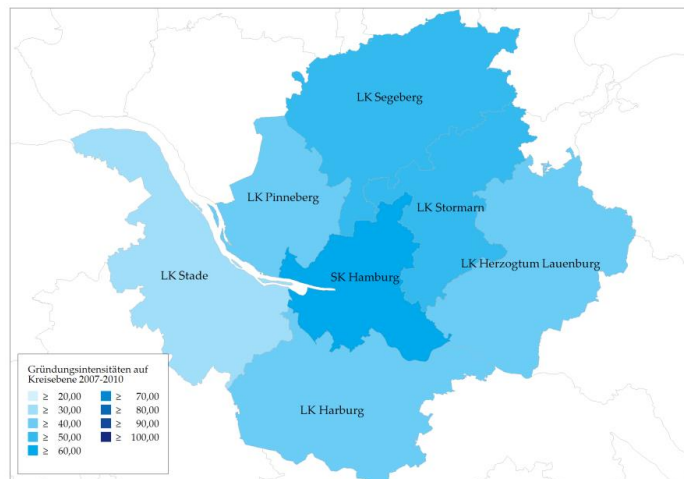 LK Segeberg
LK Pinneberg
LK Stormarn
LK Herzogtum Lauenburg
LK Stade
SK Hamburg
LK Harburg
Gründungsintensitäten auf
Kreisebene 2007-2010
≥ 20,00
≥ 30,00
≥ 40,00
≥ 50,00
≥ 60,00
≥ 70,00
≥ 80,00
≥ 90,00
≥ 100,00